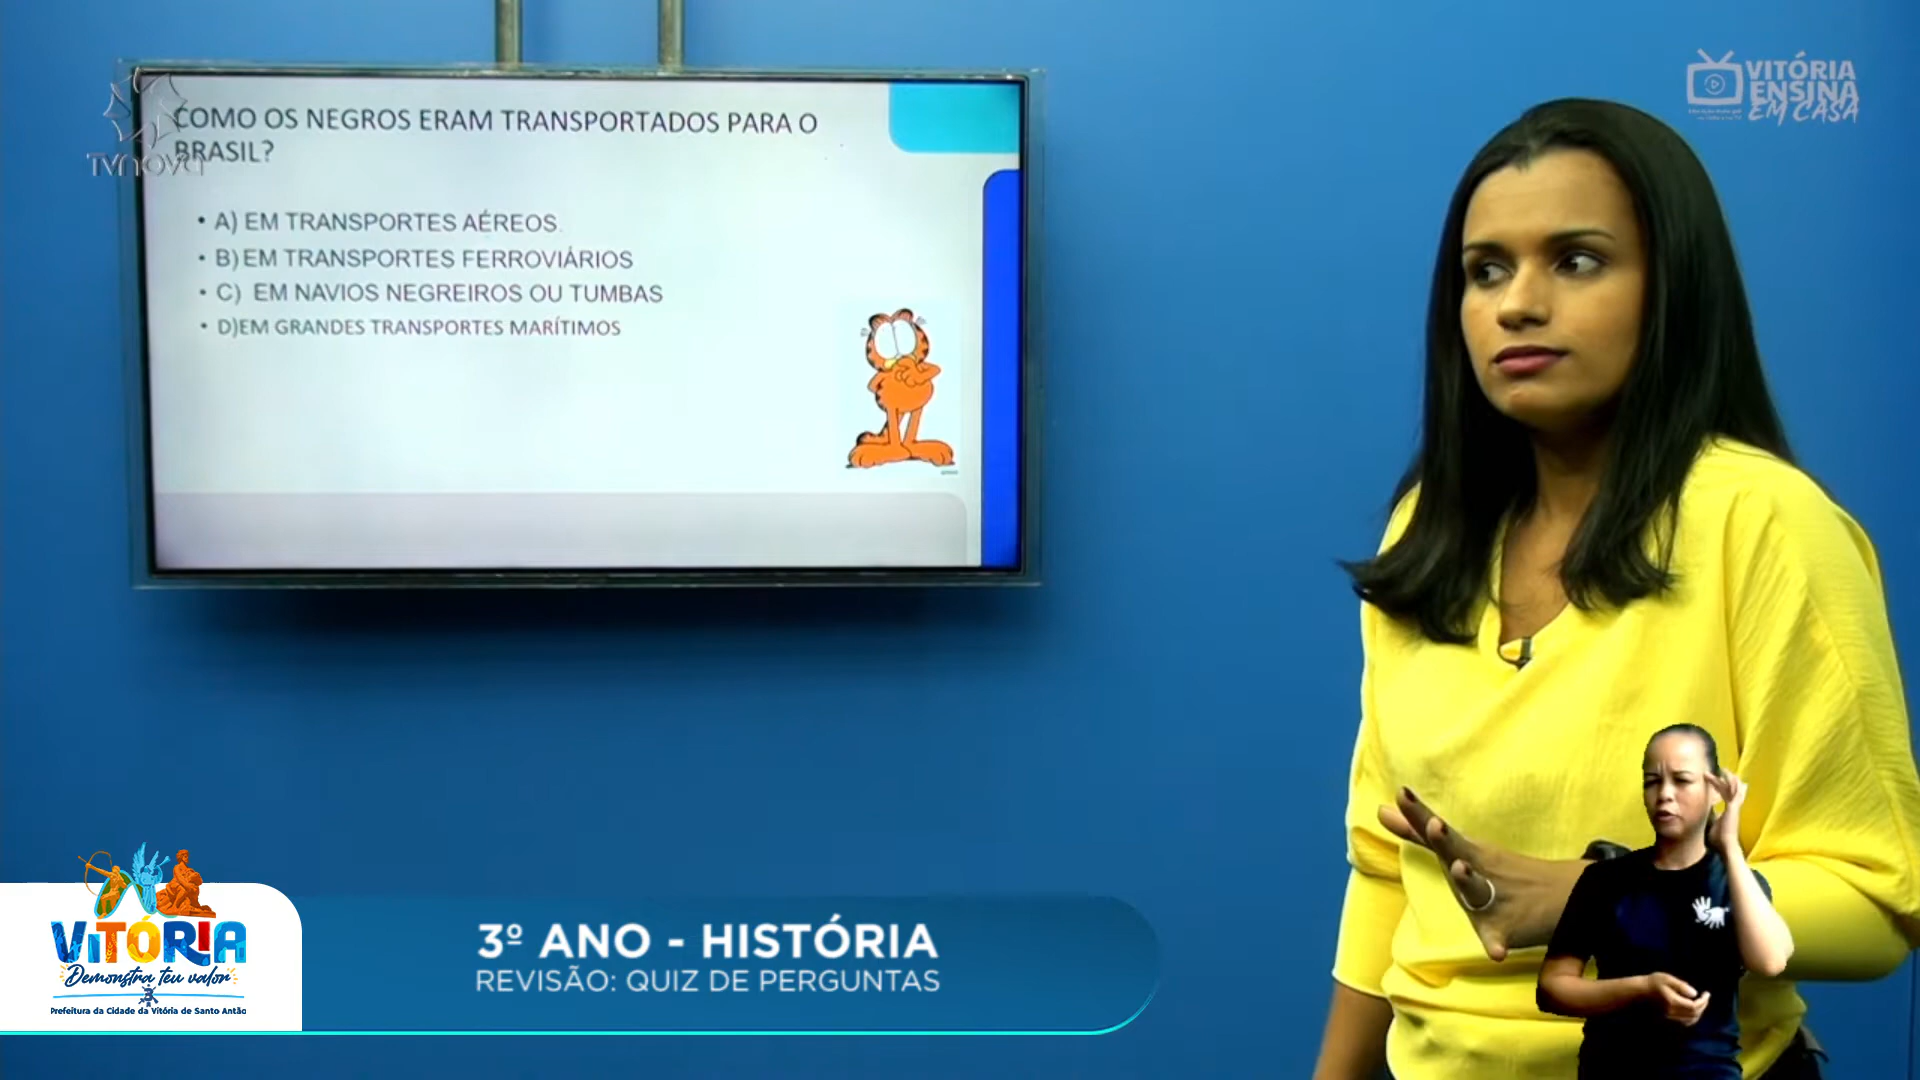 COMO OS NEGROS ERAM TRANSPORTADOS PARA O
BRASIL?
• A) EM TRANSPORTES AÉREOS.
• B) EM TRANSPORTES FERROVIÁRIOS
• C) EM NAVIOS NEGREIROS OU TUMBAS
• D)EM GRANDES TRANSPORTES MARÍTIMOS
TVnova
VITÓRIA
ENSINA
EM CASA
VITÓRIA
Demonstra teu valor
Prefeitura da Cidade da Vitória de Santo Antão
3º ANO - HISTÓRIA
REVISÃO: QUIZ DE PERGUNTAS